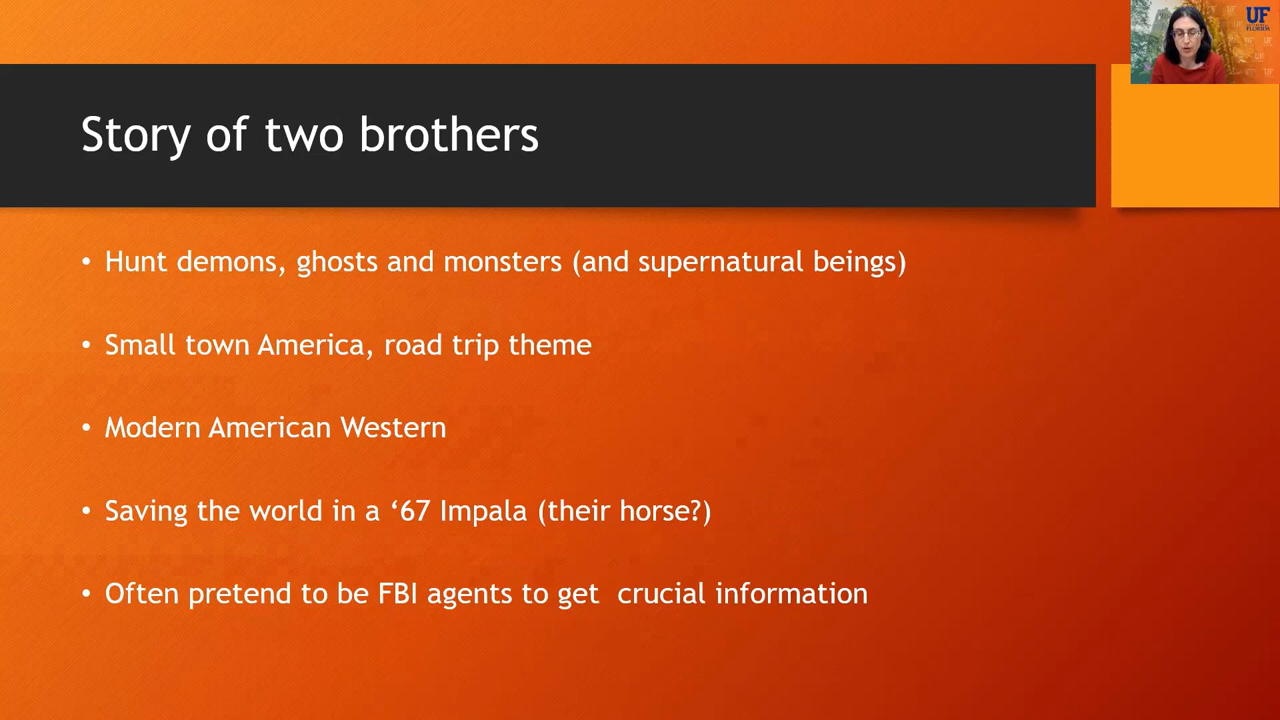 UF
FLORIDA
Story of two brothers
• Hunt demons, ghosts and monsters (and supernatural beings)
• Small town America, road trip theme
• Modern American Western
• Saving the world in a ‘67 Impala (their horse?)
• Often pretend to be FBI agents to get  crucial information